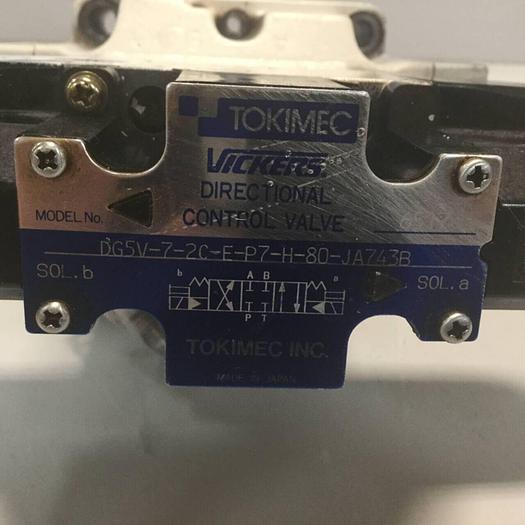 TOKIMEC
VICKERS
DIRECTIONAL
CONTROL VALVE
MODEL No.
DG5V-7-2C-E-P7-H-80-JA743B
SOL.b
SOL.a
b
a
A B
P T
TOKIMEC INC.
MADE IN JAPAN